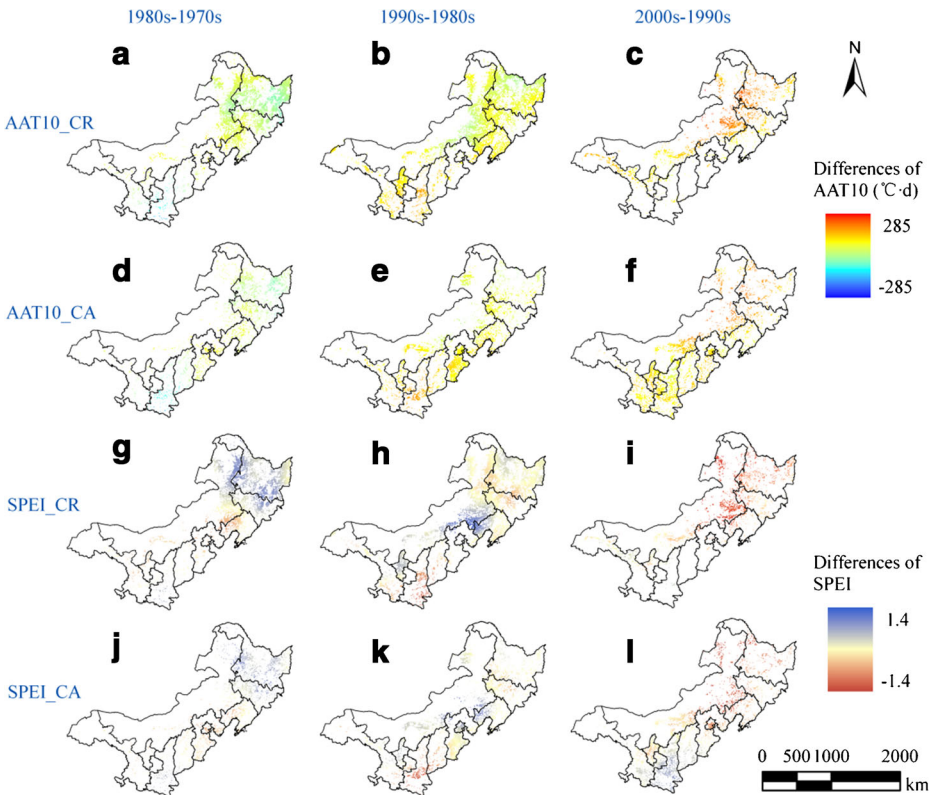 1980s-1970s 1990s-1980s 2000s-1990s
a b c N
AAT10_CR
Differences of
AAT10 (℃·d)
285
-285
d e f
AAT10_CA
g h i
SPEI_CR
Differences of
SPEI
1.4
-1.4
j k l
SPEI_CA
0 500 1000 2000
km